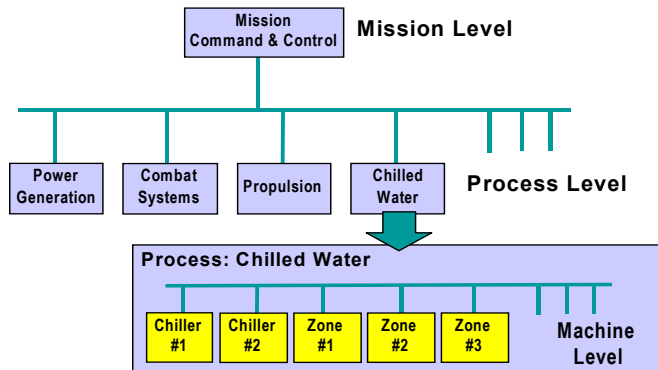 Mission
Command & Control
Mission Level
Power
Generation
Combat
Systems
Propulsion
Chilled
Water
Process Level
Process: Chilled Water
Chiller
#1
Chiller
#2
Zone
#1
Zone
#2
Zone
#3
Machine
Level